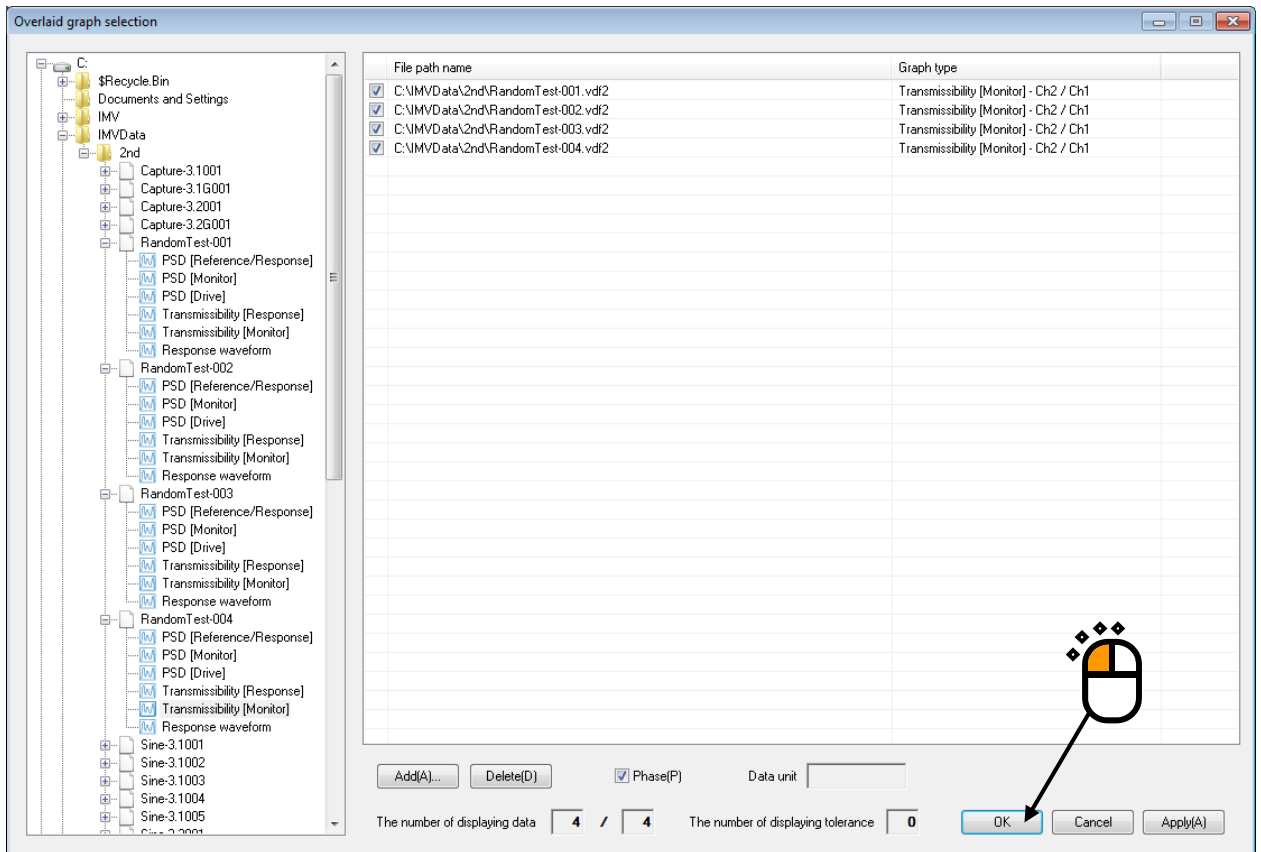 Overlaid graph selection
C:
$Recycle.Bin
Documents and Settings
IMV
IMVData
2nd
Capture-3.1001
Capture-3.1G001
Capture-3.2001
Capture-3.2G001
RandomTest-001
PSD [Reference/Response]
PSD [Monitor]
PSD [Drive]
Transmissibility [Response]
Transmissibility [Monitor]
Response waveform
RandomTest-002
PSD [Reference/Response]
PSD [Monitor]
PSD [Drive]
Transmissibility [Response]
Transmissibility [Monitor]
Response waveform
RandomTest-003
PSD [Reference/Response]
PSD [Monitor]
PSD [Drive]
Transmissibility [Response]
Transmissibility [Monitor]
Response waveform
RandomTest-004
PSD [Reference/Response]
PSD [Monitor]
PSD [Drive]
Transmissibility [Response]
Transmissibility [Monitor]
Response waveform
Sine-3.1001
Sine-3.1002
Sine-3.1003
Sine-3.1004
Sine-3.1005
File path name Graph type
C:\IMVData\2nd\RandomTest-001.vdf2 Transmissibility [Monitor] - Ch2 / Ch1
C:\IMVData\2nd\RandomTest-002.vdf2 Transmissibility [Monitor] - Ch2 / Ch1
C:\IMVData\2nd\RandomTest-003.vdf2 Transmissibility [Monitor] - Ch2 / Ch1
C:\IMVData\2nd\RandomTest-004.vdf2 Transmissibility [Monitor] - Ch2 / Ch1
Add(A)... Delete(D) Phase(P) Data unit
The number of displaying data 4 / 4 The number of displaying tolerance 0 OK Cancel Apply(A)